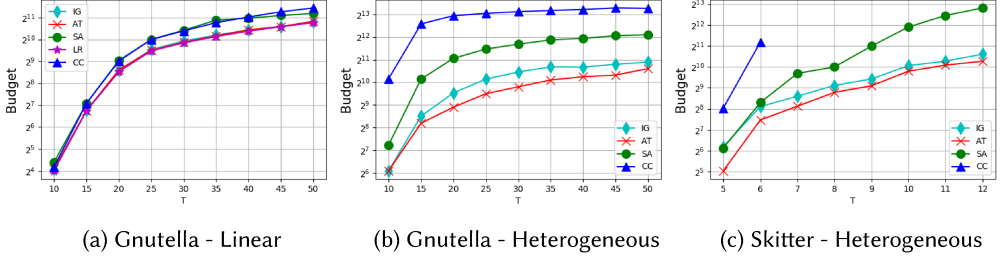 Budget
2^11
2^10
2^9
2^8
2^7
2^6
2^5
2^4
IG
AT
SA
LR
CC
10 15 20 25 30 35 40 45 50
T
(a) Gnutella - Linear
Budget
2^13
2^12
2^11
2^10
2^9
2^8
2^7
2^6
IG
AT
SA
CC
10 15 20 25 30 35 40 45 50
T
(b) Gnutella - Heterogeneous
Budget
2^13
2^12
2^11
2^10
2^9
2^8
2^7
2^6
2^5
IG
AT
SA
CC
5 6 7 8 9 10 11 12
T
(c) Skitter - Heterogeneous